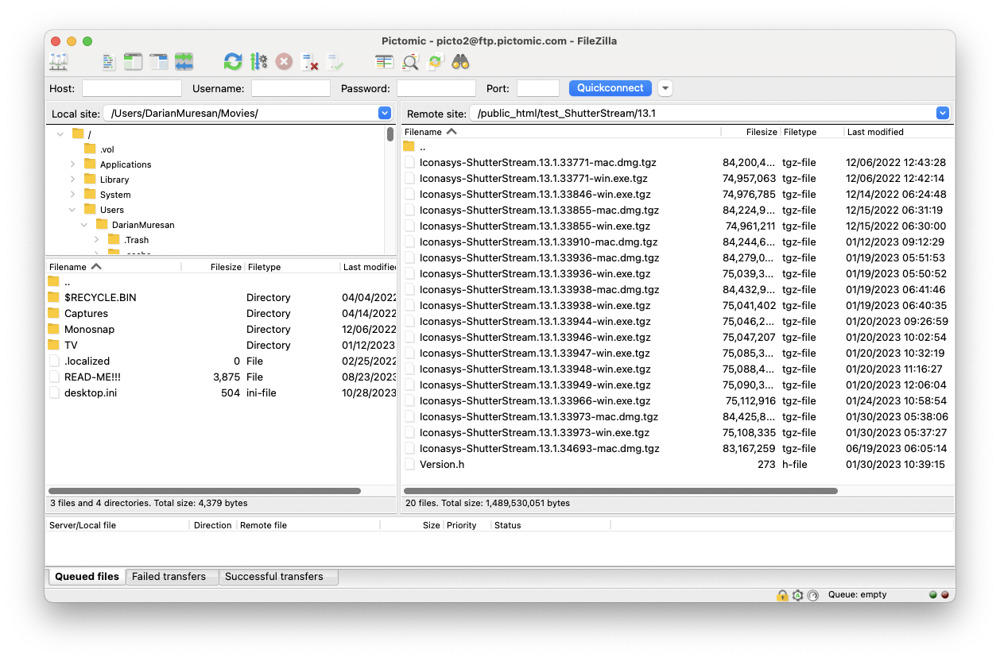 Pictomic - picto2@ftp.pictomic.com - FileZilla
Host: Username: Password: Port: Quickconnect
Local site: /Users/DarianMuresan/Movies/
/
.vol
Applications
Library
System
Users
DarianMuresan
.Trash
Filename Filesize Filetype Last modified
..
$RECYCLE.BIN Directory 04/04/2022
Captures Directory 04/14/2022
Monosnap Directory 12/06/2022
TV Directory 01/12/2023
.localized 0 File 02/25/2022
READ-ME!!! 3,875 File 08/23/2023
desktop.ini 504 ini-file 10/28/2023
3 files and 4 directories. Total size: 4,379 bytes
Remote site: /public_html/test_ShutterStream/13.1
Filename Filesize Filetype Last modified
..
Iconasys-ShutterStream.13.1.33771-mac.dmg.tgz 84,200,4... tgz-file 12/06/2022 12:43:28
Iconasys-ShutterStream.13.1.33771-win.exe.tgz 74,957,063 tgz-file 12/06/2022 12:42:14
Iconasys-ShutterStream.13.1.33846-win.exe.tgz 74,976,785 tgz-file 12/14/2022 06:24:48
Iconasys-ShutterStream.13.1.33855-mac.dmg.tgz 84,224,9... tgz-file 12/15/2022 06:31:19
Iconasys-ShutterStream.13.1.33855-win.exe.tgz 74,961,211 tgz-file 12/15/2022 06:30:00
Iconasys-ShutterStream.13.1.33910-mac.dmg.tgz 84,244,6... tgz-file 01/12/2023 09:12:29
Iconasys-ShutterStream.13.1.33936-mac.dmg.tgz 84,279,0... tgz-file 01/19/2023 05:51:53
Iconasys-ShutterStream.13.1.33936-win.exe.tgz 75,039,3... tgz-file 01/19/2023 05:50:52
Iconasys-ShutterStream.13.1.33938-mac.dmg.tgz 84,432,9... tgz-file 01/19/2023 06:41:46
Iconasys-ShutterStream.13.1.33938-win.exe.tgz 75,041,402 tgz-file 01/19/2023 06:40:35
Iconasys-ShutterStream.13.1.33944-win.exe.tgz 75,046,2... tgz-file 01/20/2023 09:26:59
Iconasys-ShutterStream.13.1.33946-win.exe.tgz 75,047,207 tgz-file 01/20/2023 10:02:54
Iconasys-ShutterStream.13.1.33947-win.exe.tgz 75,085,3... tgz-file 01/20/2023 10:32:19
Iconasys-ShutterStream.13.1.33948-win.exe.tgz 75,088,4... tgz-file 01/20/2023 11:16:27
Iconasys-ShutterStream.13.1.33949-win.exe.tgz 75,090,3... tgz-file 01/20/2023 12:06:04
Iconasys-ShutterStream.13.1.33966-win.exe.tgz 75,112,916 tgz-file 01/24/2023 10:58:54
Iconasys-ShutterStream.13.1.33973-mac.dmg.tgz 84,425,8... tgz-file 01/30/2023 05:38:06
Iconasys-ShutterStream.13.1.33973-win.exe.tgz 75,108,335 tgz-file 01/30/2023 05:37:27
Iconasys-ShutterStream.13.1.34693-mac.dmg.tgz 83,167,259 tgz-file 06/19/2023 06:05:14
Version.h 273 h-file 01/30/2023 10:39:15
20 files. Total size: 1,489,530,051 bytes
Server/Local file Direction Remote file Size Priority Status
Queued files Failed transfers Successful transfers
Queue: empty